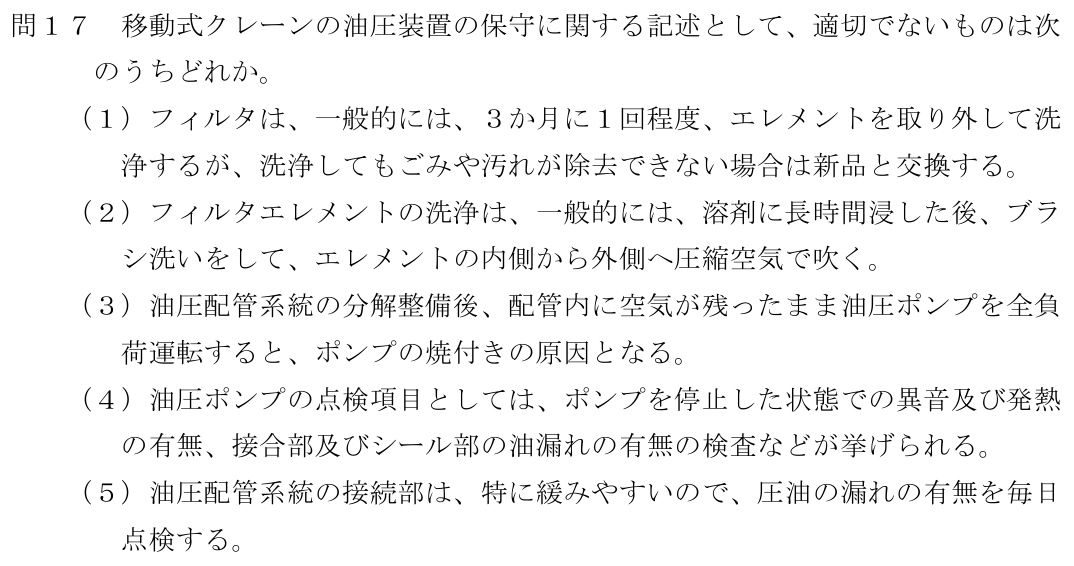 問１７　移動式クレーンの油圧装置の保守に関する記述として、適切でないものは次
のうちどれか。
（１）フィルタは、一般的には、３か月に１回程度、エレメントを取り外して洗
浄するが、洗浄してもごみや汚れが除去できない場合は新品と交換する。
（２）フィルタエレメントの洗浄は、一般的には、溶剤に長時間浸した後、ブラ
シ洗いをして、エレメントの内側から外側へ圧縮空気で吹く。
（３）油圧配管系統の分解整備後、配管内に空気が残ったまま油圧ポンプを全負
荷運転すると、ポンプの焼付きの原因となる。
（４）油圧ポンプの点検項目としては、ポンプを停止した状態での異音及び発熱
の有無、接合部及びシール部の油漏れの有無の検査などが挙げられる。
（５）油圧配管系統の接続部は、特に緩みやすいので、圧油の漏れの有無を毎日
点検する。